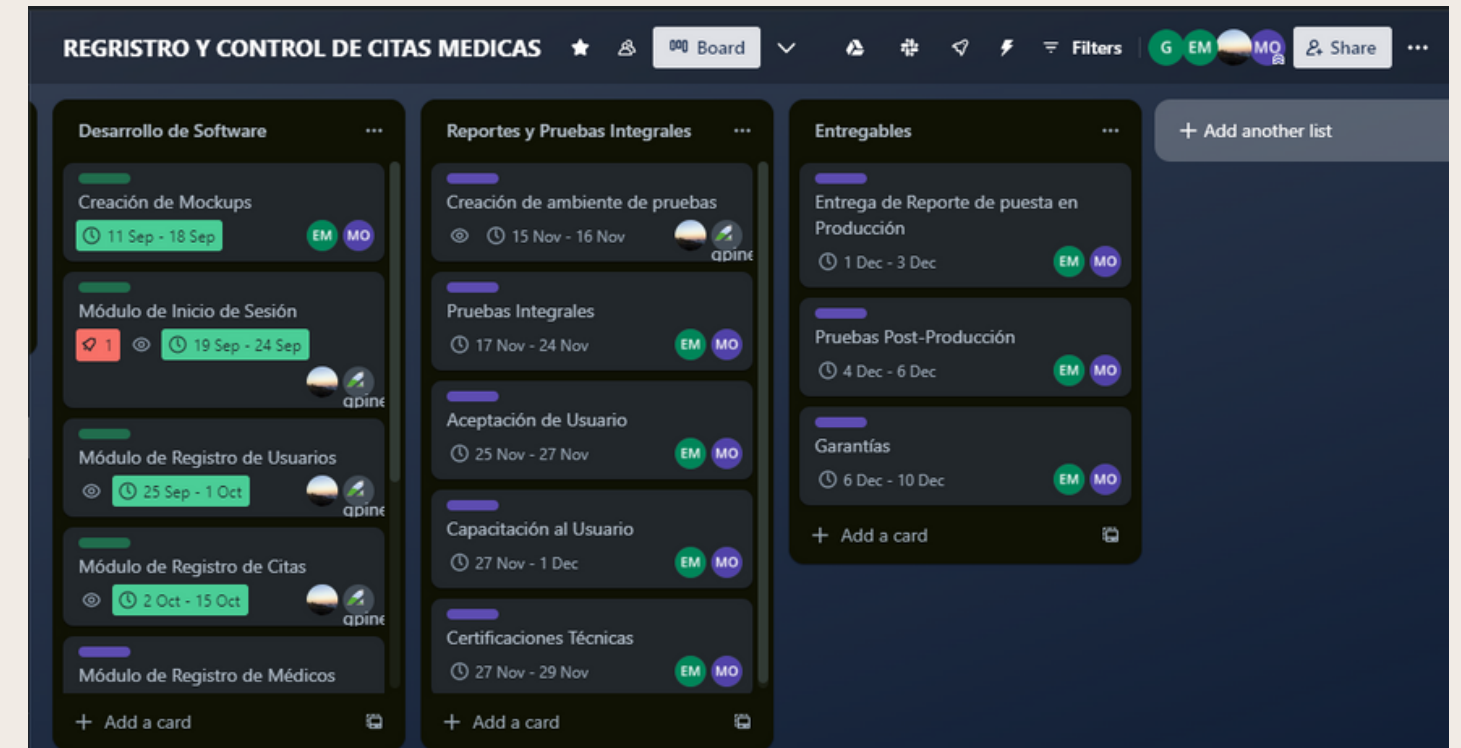 REGRISTRO Y CONTROL DE CITAS MEDICAS
Board
Filters
G
EM
MO
Share
Desarrollo de Software
Creación de Mockups
11 Sep - 18 Sep
EM
MO
Módulo de Inicio de Sesión
1
19 Sep - 24 Sep
Módulo de Registro de Usuarios
25 Sep - 1 Oct
Módulo de Registro de Citas
2 Oct - 15 Oct
Módulo de Registro de Médicos
+ Add a card
Reportes y Pruebas Integrales
Creación de ambiente de pruebas
15 Nov - 16 Nov
Pruebas Integrales
17 Nov - 24 Nov
EM
MO
Aceptación de Usuario
25 Nov - 27 Nov
EM
MO
Capacitación al Usuario
27 Nov - 1 Dec
EM
MO
Certificaciones Técnicas
27 Nov - 29 Nov
EM
MO
+ Add a card
Entregables
Entrega de Reporte de puesta en
Producción
1 Dec - 3 Dec
EM
MO
Pruebas Post-Producción
4 Dec - 6 Dec
EM
MO
Garantías
6 Dec - 10 Dec
EM
MO
+ Add a card
+ Add another list